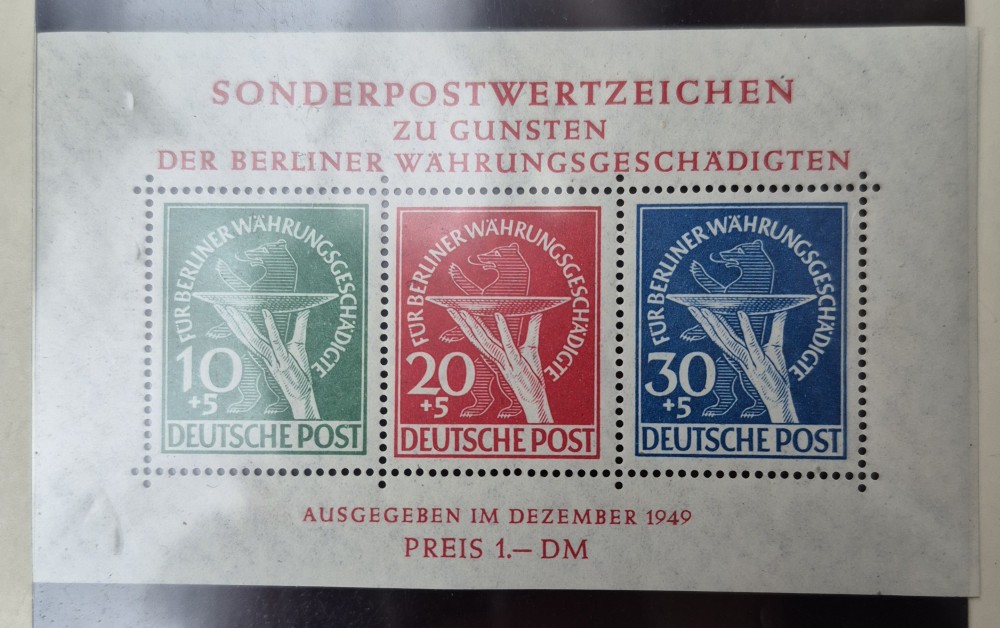 SONDERPOSTWERTZEICHEN
ZU GUNSTEN
DER BERLINER WÄHRUNGSGESCHÄDIGTEN
FÜR BERLINER WÄHRUNGSGESCHÄDIGTE
10
+5
DEUTSCHE POST
FÜR BERLINER WÄHRUNGSGESCHÄDIGTE
20
+5
DEUTSCHE POST
FÜR BERLINER WÄHRUNGSGESCHÄDIGTE
30
+5
DEUTSCHE POST
AUSGEGEBEN IM DEZEMBER 1949
PREIS 1.— DM